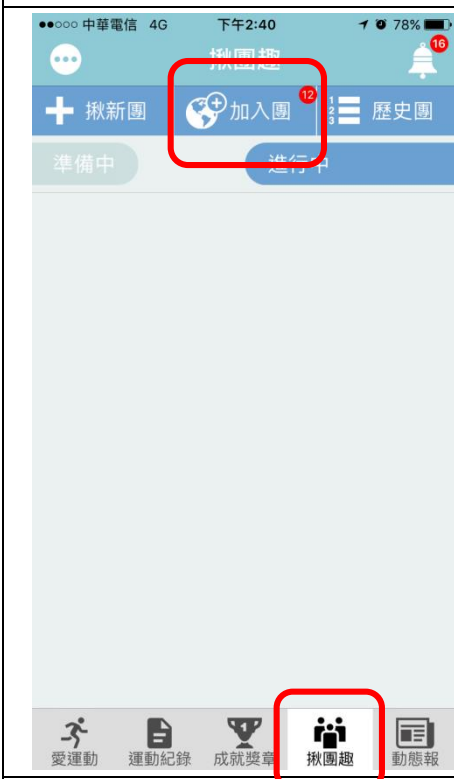 ●●○○○ 中華電信 4G 下午2:40 78%
揪團趣 16
揪新團 加入團 12 123 歷史團
準備中 進行中
愛運動 運動紀錄 成就獎章 揪團趣 動態報